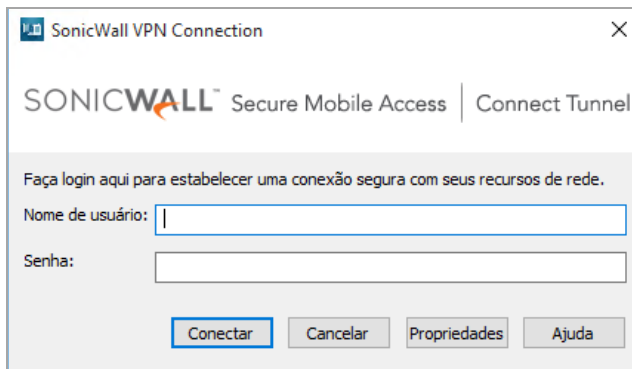 SonicWall VPN Connection
SONICWALL™ Secure Mobile Access | Connect Tunnel
Faça login aqui para estabelecer uma conexão segura com seus recursos de rede.
Nome de usuário:
Senha:
Conectar Cancelar Propriedades Ajuda